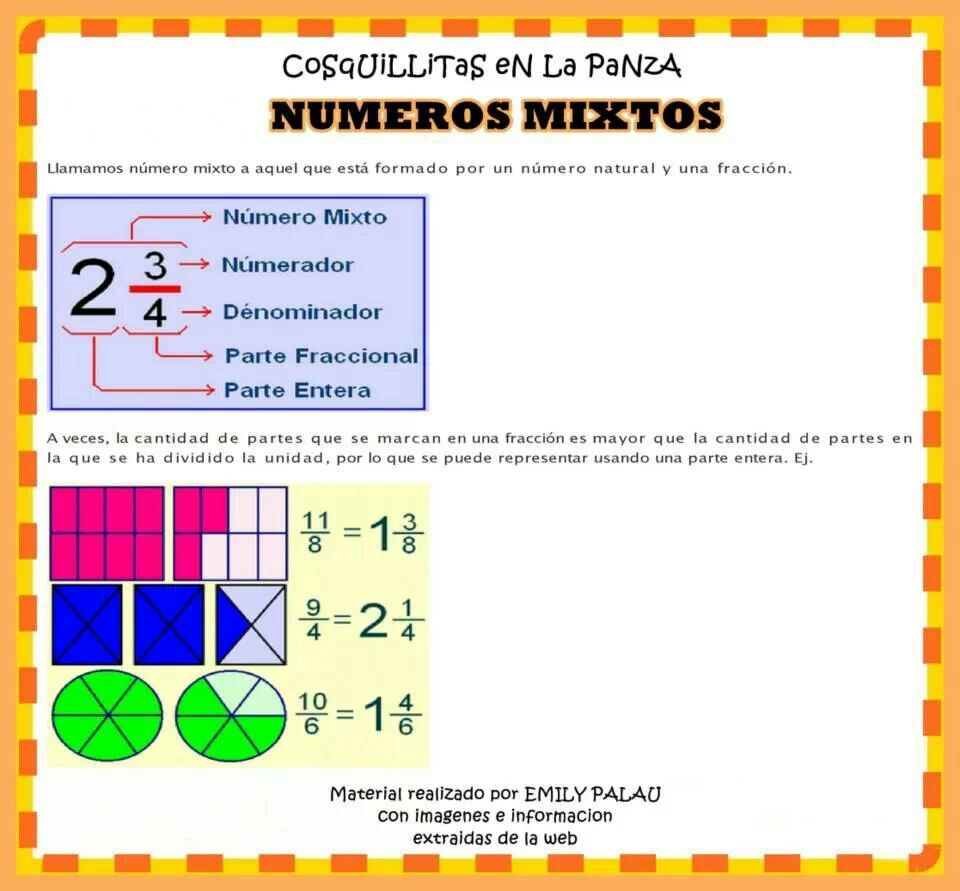 CoSqUiLLiTaS eN La PaNzA
NUMEROS MIXTOS
Llamamos número mixto a aquel que está formado por un número natural y una fracción.
Número Mixto
2 3/4
Númerador
Dénominador
Parte Fraccional
Parte Entera
A veces, la cantidad de partes que se marcan en una fracción es mayor que la cantidad de partes en
la que se ha dividido la unidad, por lo que se puede representar usando una parte entera. Ej.
11/8 = 1 3/8
9/4 = 2 1/4
10/6 = 1 4/6
Material realizado por EMILY PALAU
con imagenes e informacion
extraidas de la web